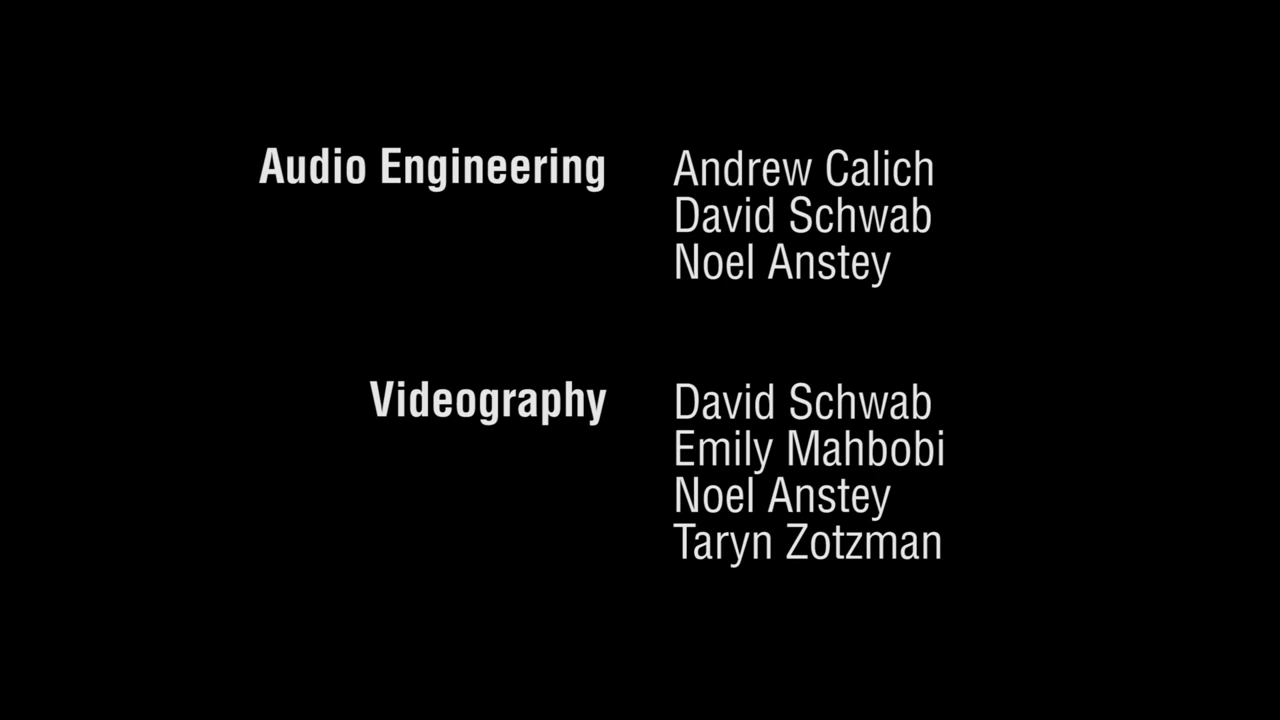 Audio Engineering Andrew Calich
David Schwab
Noel Anstey
Videography David Schwab
Emily Mahbobi
Noel Anstey
Taryn Zotzman